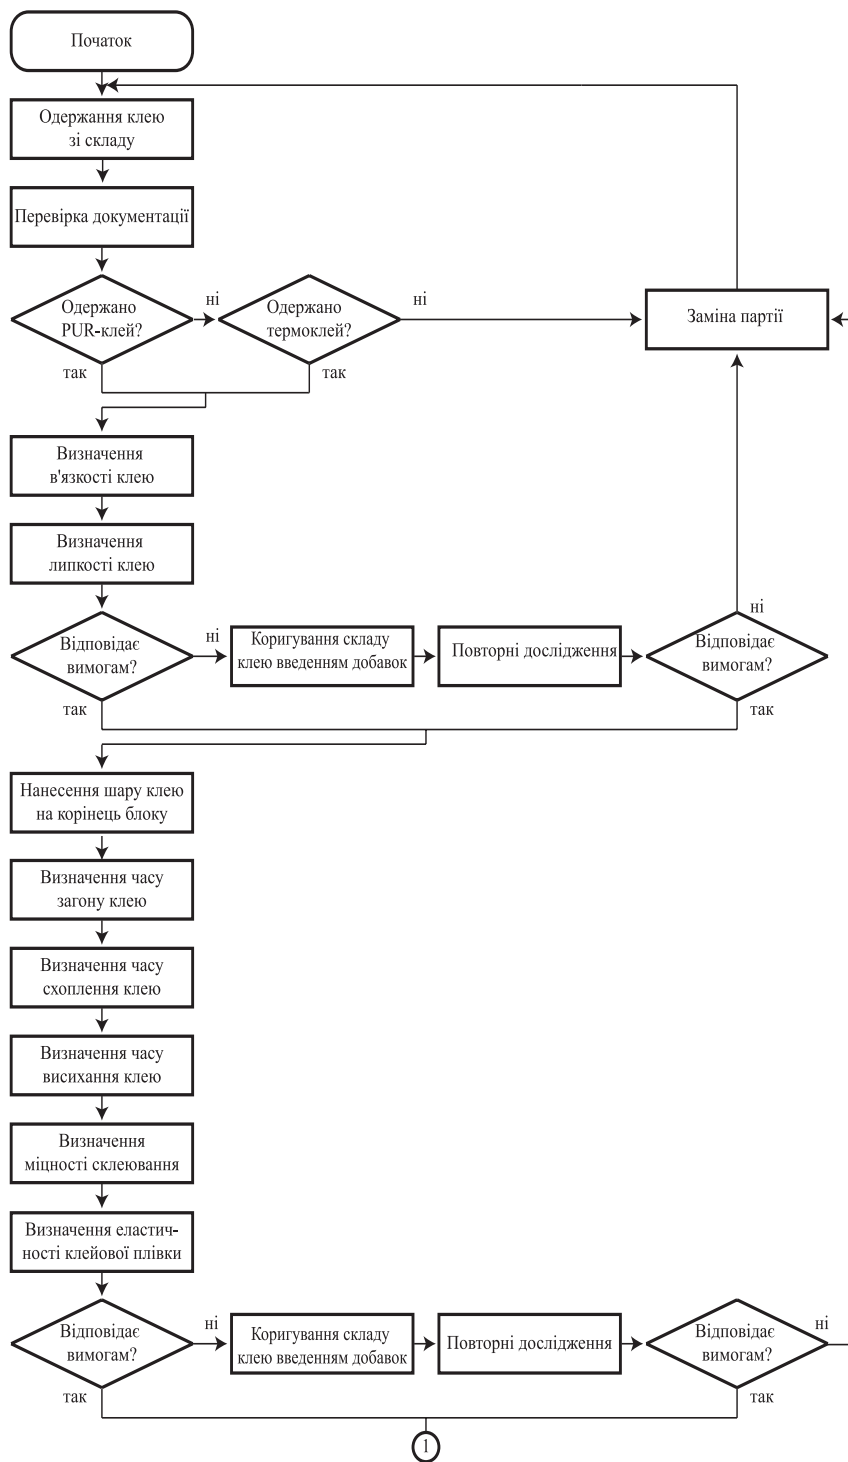 Початок
Одержання клею
зі складу
Перевірка документації
Одержано
PUR-клей?
ні
Одержано
термоклей?
ні
Заміна партії
так
так
Визначення
в'язкості клею
Визначення
липкості клею
Відповідає
вимогам?
ні
Коригування складу
клею введенням добавок
Повторні дослідження
ні
Відповідає
вимогам?
так
так
Нанесення шару клею
на корінець блоку
Визначення часу
загону клею
Визначення часу
схоплення клею
Визначення часу
висихання клею
Визначення
міцності склеювання
Визначення еластич-
ності клейової плівки
Відповідає
вимогам?
ні
Коригування складу
клею введенням добавок
Повторні дослідження
Відповідає
вимогам?
ні
так
так
1